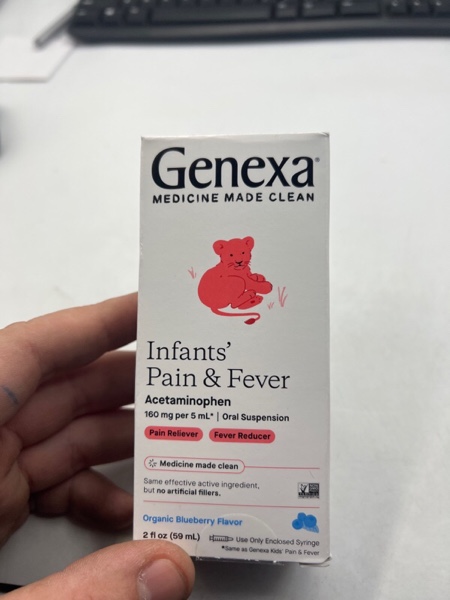 Genexa®
MEDICINE MADE CLEAN
Infants'
Pain & Fever
Acetaminophen
160 mg per 5 mL* | Oral Suspension
Pain Reliever Fever Reducer
Medicine made clean
Same effective active ingredient,
but no artificial fillers.
Organic Blueberry Flavor
2 fl oz (59 mL) Use Only Enclosed Syringe
*Same as Genexa Kids' Pain & Fever